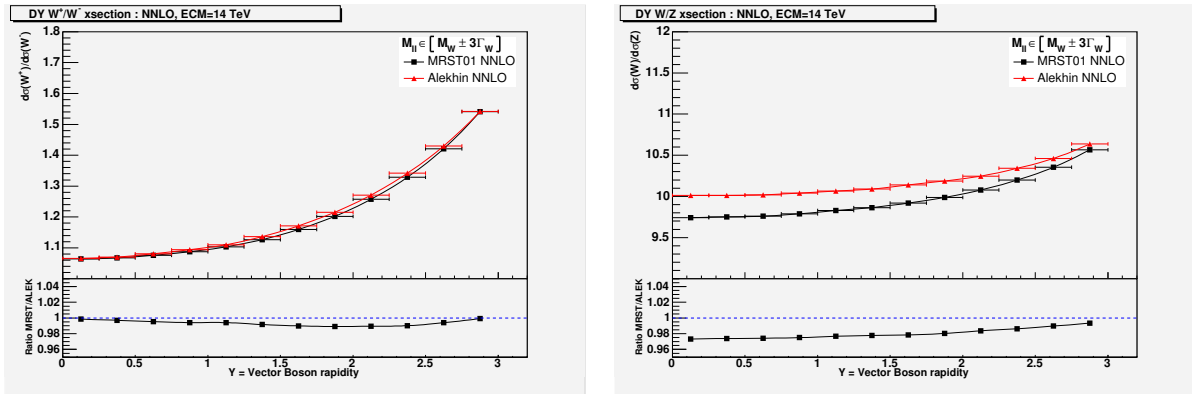 DY W⁺/W⁻ xsection : NNLO, ECM=14 TeV
dσ(W⁺)/dσ(W⁻)
M_ll ∈ [ M_W ± 3Γ_W ]
MRST01 NNLO
Alekhin NNLO
1.8
1.7
1.6
1.5
1.4
1.3
1.2
1.1
Ratio MRST/ALEK
1.04
1.02
1
0.98
0.96
0 0.5 1 1.5 2 2.5 3
Y = Vector Boson rapidity
DY W/Z xsection : NNLO, ECM=14 TeV
dσ(W)/dσ(Z)
M_ll ∈ [ M_W ± 3Γ_W ]
MRST01 NNLO
Alekhin NNLO
12
11.5
11
10.5
10
9.5
Ratio MRST/ALEK
1.04
1.02
1
0.98
0.96
0 0.5 1 1.5 2 2.5 3
Y = Vector Boson rapidity